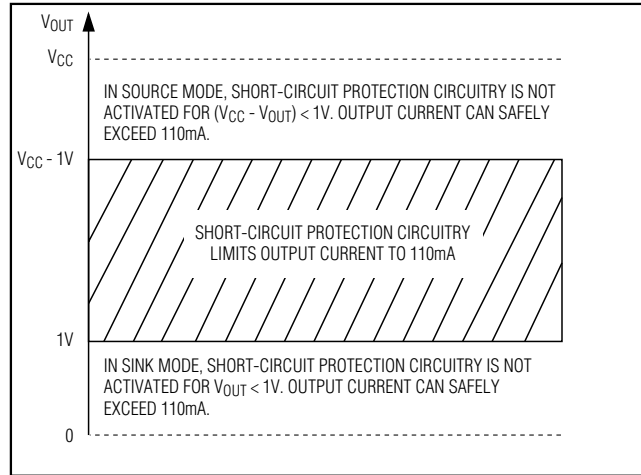 VOUT
VCC
IN SOURCE MODE, SHORT-CIRCUIT PROTECTION CIRCUITRY IS NOT
ACTIVATED FOR (VCC - VOUT) < 1V. OUTPUT CURRENT CAN SAFELY
EXCEED 110mA.
VCC - 1V
SHORT-CIRCUIT PROTECTION CIRCUITRY
LIMITS OUTPUT CURRENT TO 110mA
1V
IN SINK MODE, SHORT-CIRCUIT PROTECTION CIRCUITRY IS NOT
ACTIVATED FOR VOUT < 1V. OUTPUT CURRENT CAN SAFELY
EXCEED 110mA.
0